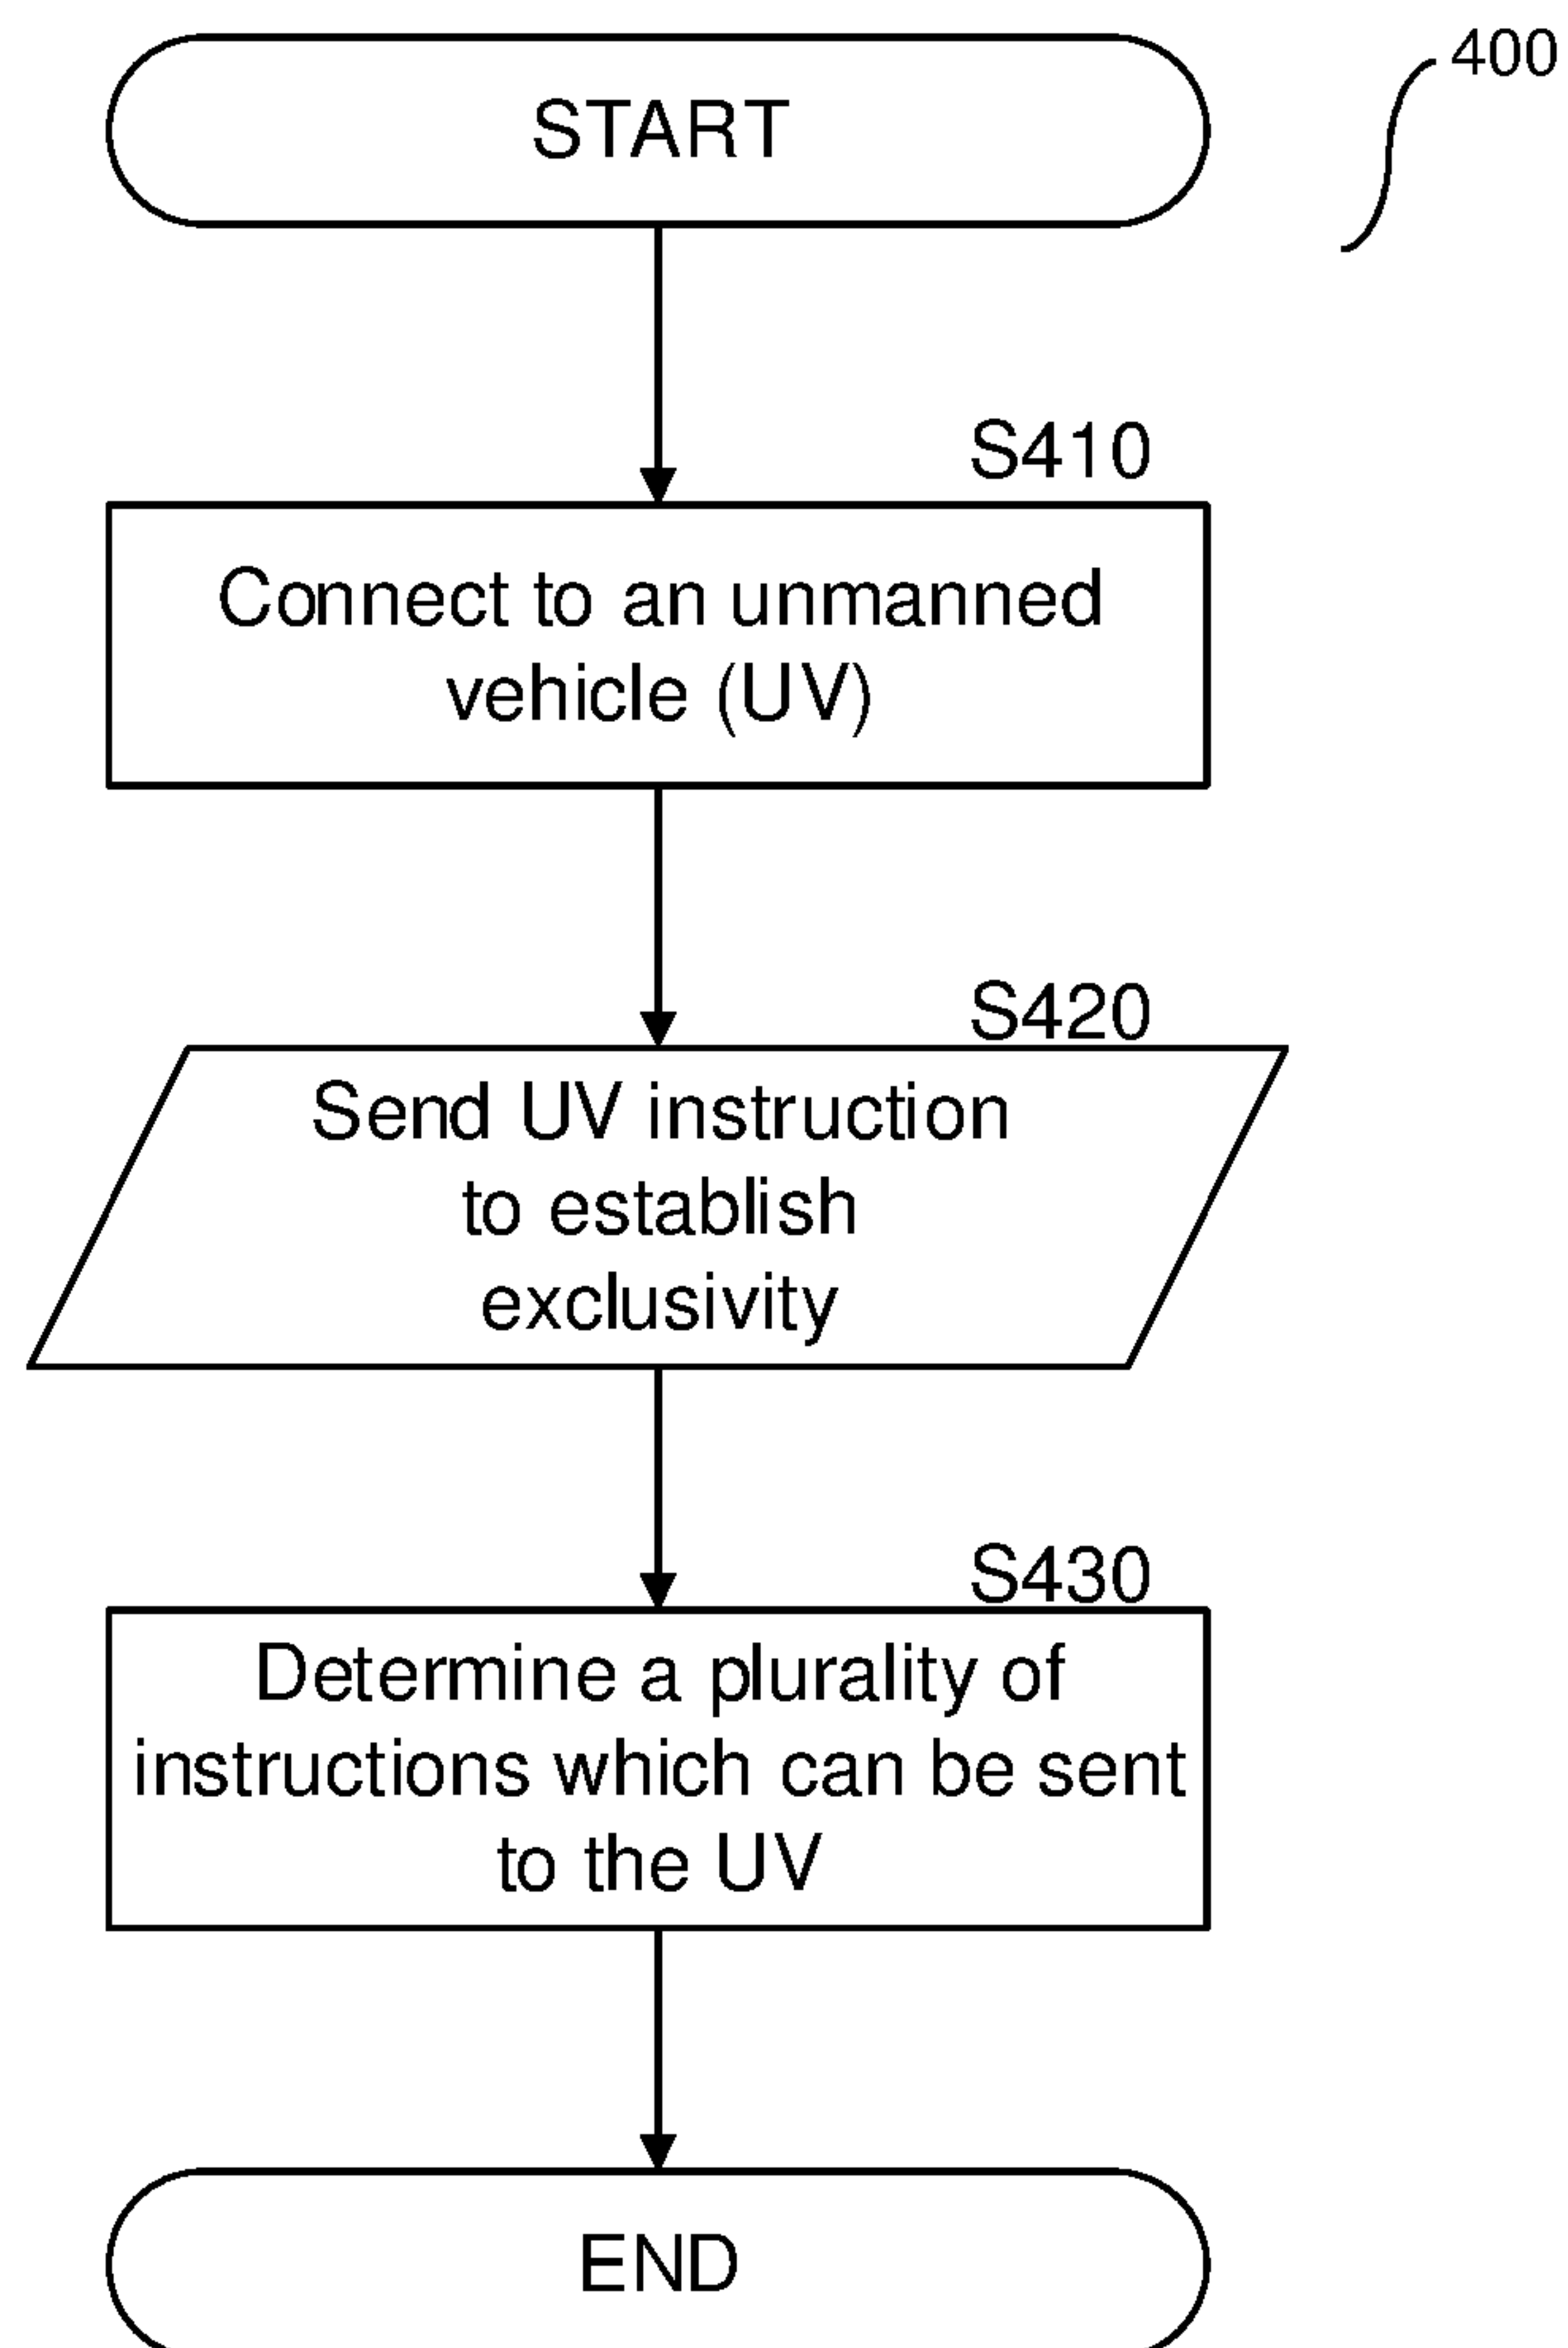 START
400
S410
Connect to an unmanned
vehicle (UV)
S420
Send UV instruction
to establish
exclusivity
S430
Determine a plurality of
instructions which can be sent
to the UV
END